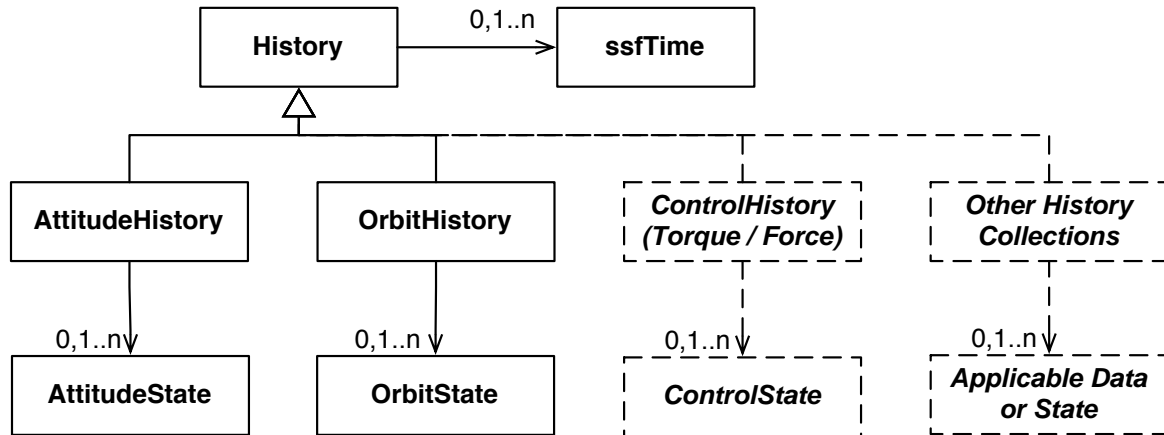 0,1..n
History
ssfTime
AttitudeHistory
OrbitHistory
ControlHistory
(Torque / Force)
Other History
Collections
0,1..n
0,1..n
0,1..n
0,1..n
AttitudeState
OrbitState
ControlState
Applicable Data
or State